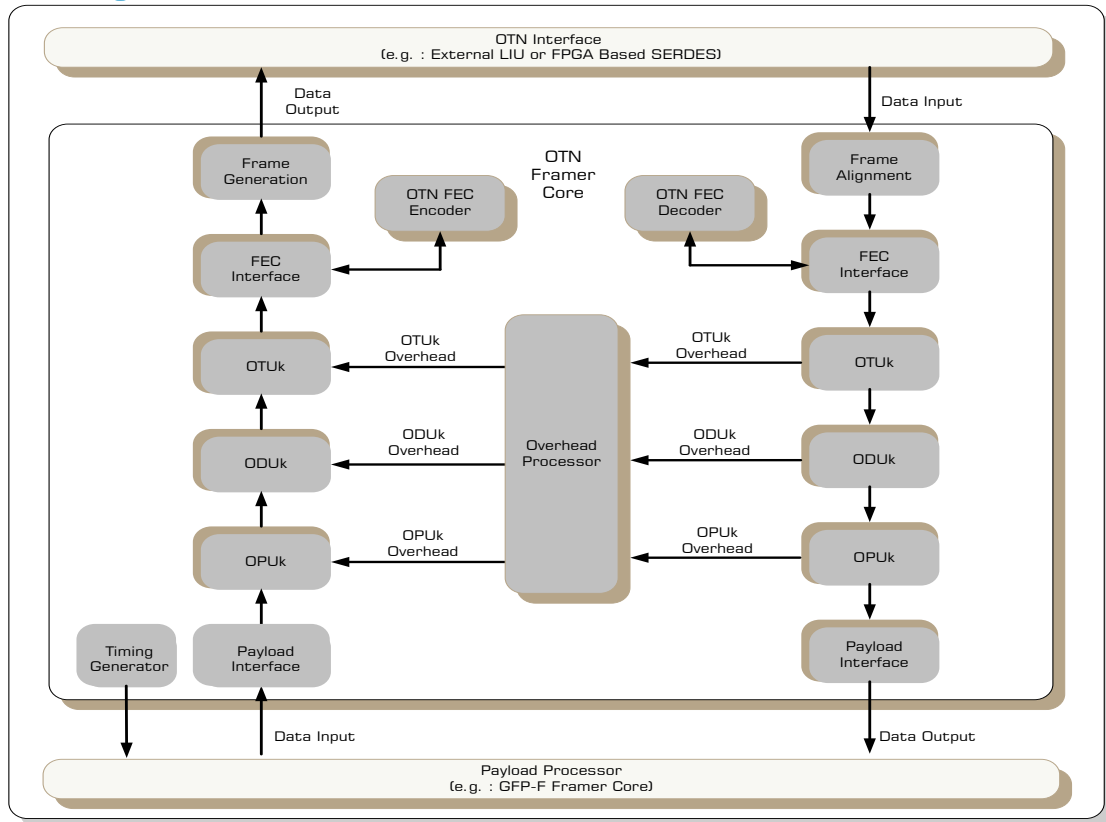 OTN Interface
(e.g. : External LIU or FPGA Based SERDES)
Data
Output
Data Input
Frame
Generation
OTN FEC
Encoder
OTN
Framer
Core
OTN FEC
Decoder
Frame
Alignment
FEC
Interface
FEC
Interface
OTUk
OTUk
Overhead
OTUk
Overhead
OTUk
ODUk
ODUk
Overhead
Overhead
Processor
ODUk
Overhead
ODUk
OPUk
OPUk
Overhead
OPUk
Overhead
OPUk
Timing
Generator
Payload
Interface
Payload
Interface
Data Input
Data Output
Payload Processor
(e.g. : GFP-F Framer Core)